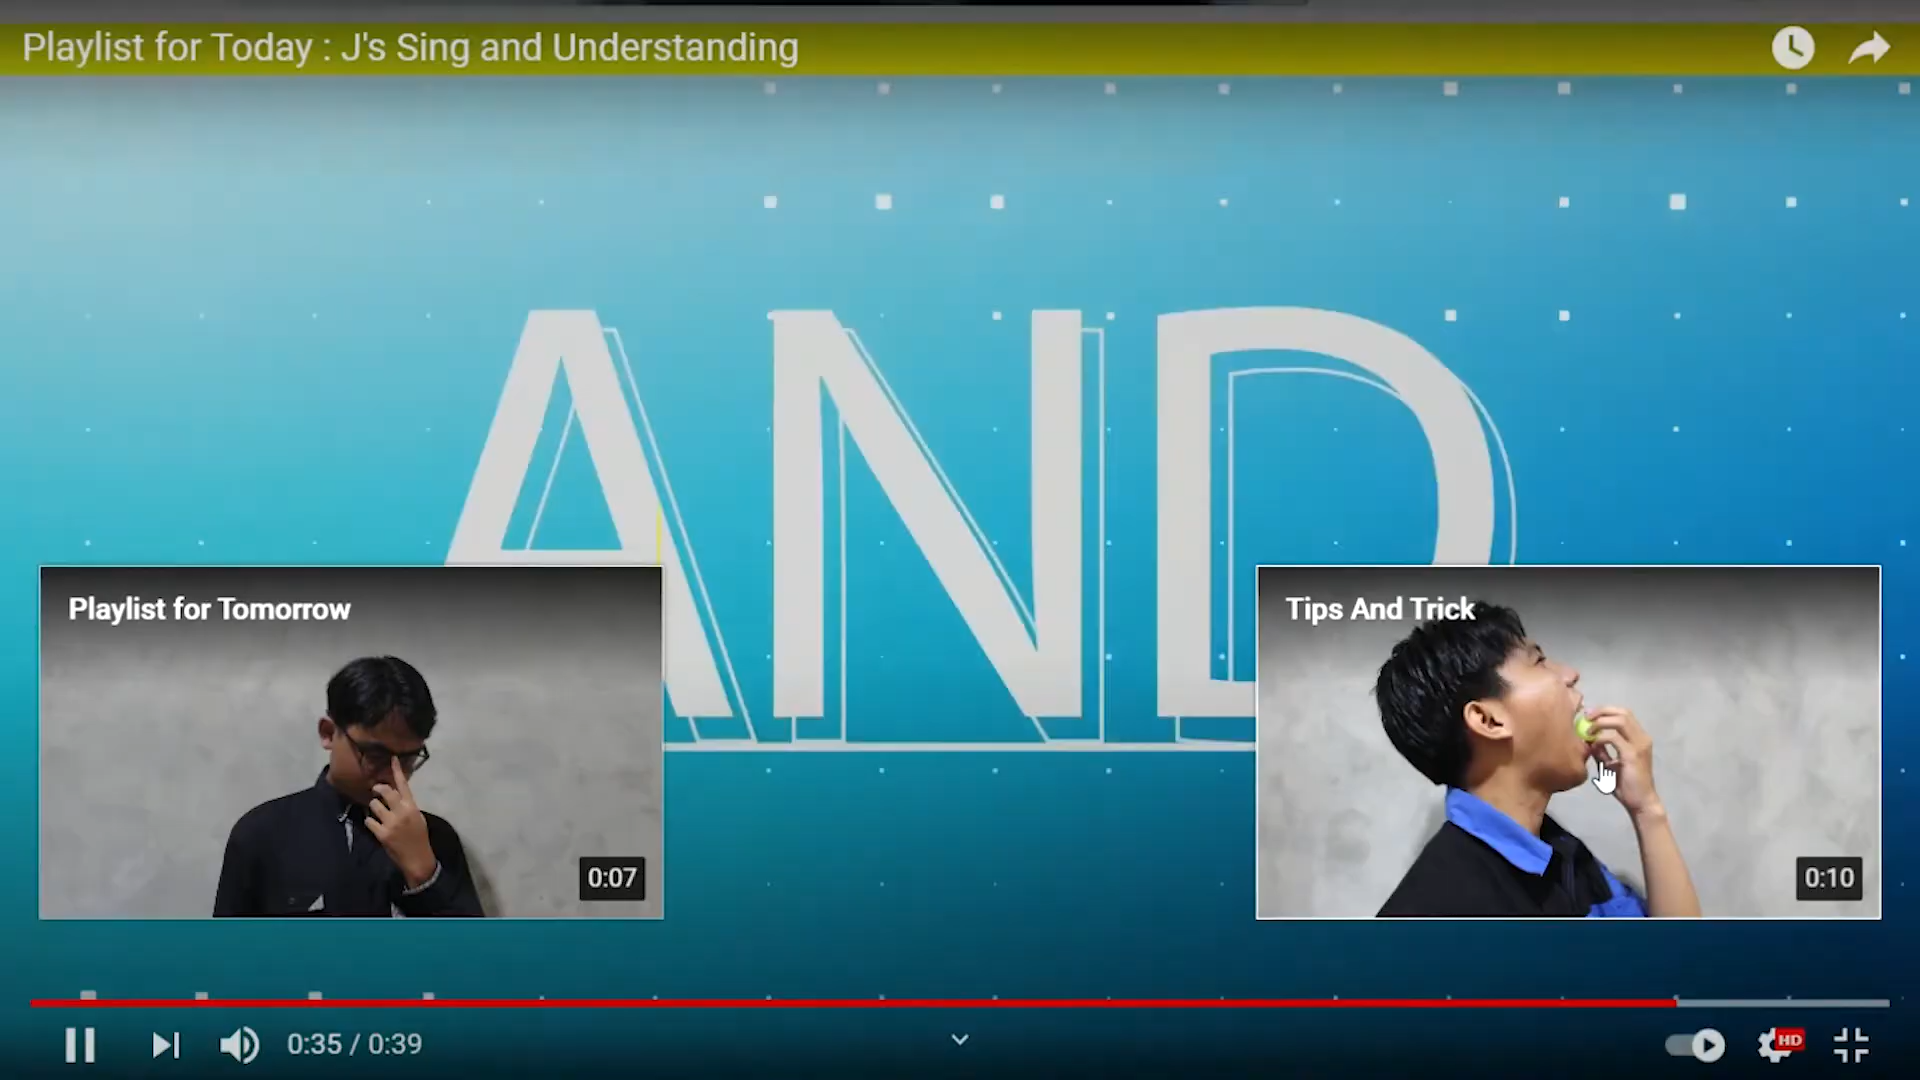 Playlist for Today : J's Sing and Understanding
AND
Playlist for Tomorrow
0:07
Tips And Trick
0:10
0:35 / 0:39
HD